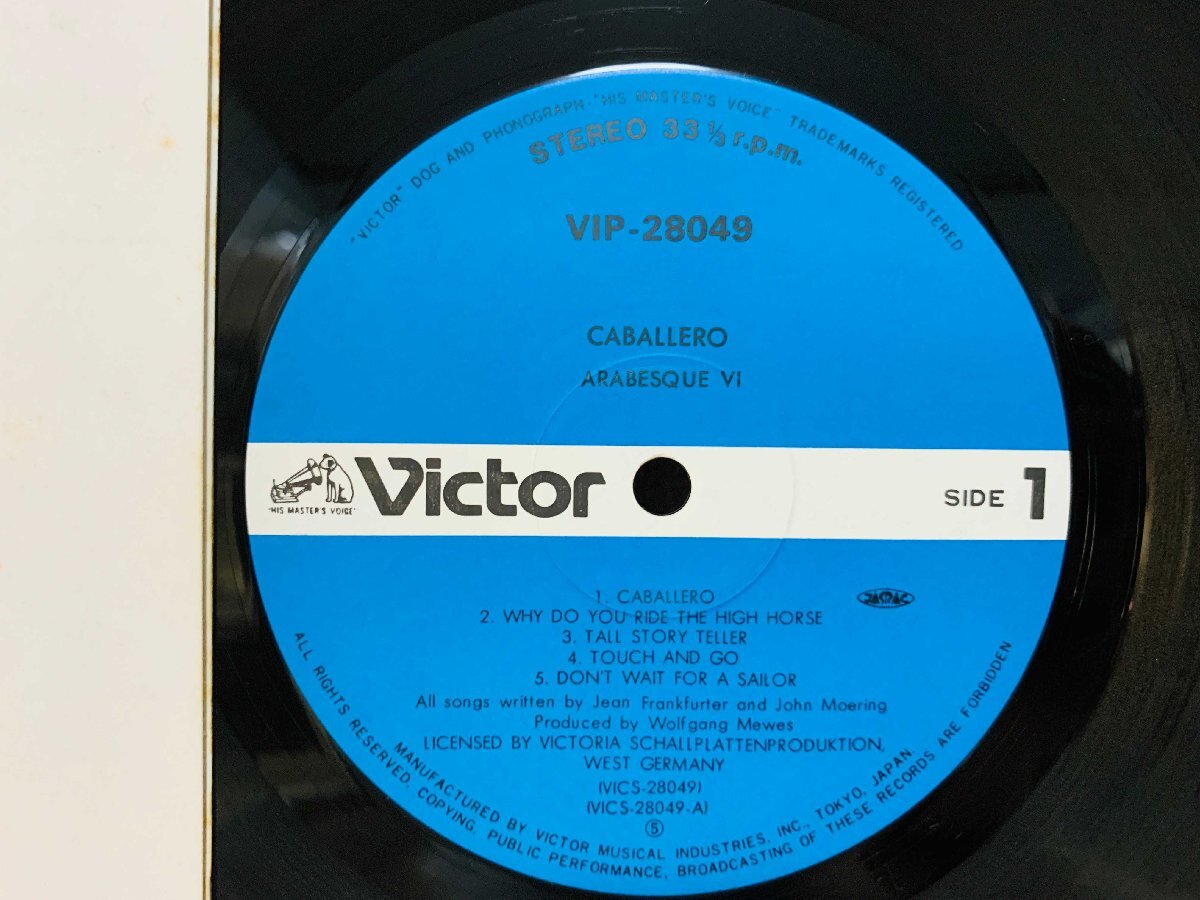 "VICTOR" DOG AND PHONOGRAPH·"HIS MASTER'S VOICE" TRADEMARKS REGISTERED
STEREO 33 ⅓ r.p.m.
VIP-28049
CABALLERO
ARABESQUE VI
"HIS MASTER'S VOICE"
Victor
SIDE 1
1. CABALLERO
2. WHY DO YOU RIDE THE HIGH HORSE
3. TALL STORY TELLER
4. TOUCH AND GO
5. DON'T WAIT FOR A SAILOR
JASRAC
All songs written by Jean Frankfurter and John Moering
Produced by Wolfgang Mewes
LICENSED BY VICTORIA SCHALLPLATTENPRODUKTION,
WEST GERMANY
(VICS-28049)
(VICS-28049-A)
⑤
MANUFACTURED BY VICTOR MUSICAL INDUSTRIES, INC., TOKYO, JAPAN.
ALL RIGHTS RESERVED. COPYING, PUBLIC PERFORMANCE, BROADCASTING OF THESE RECORDS ARE FORBIDDEN